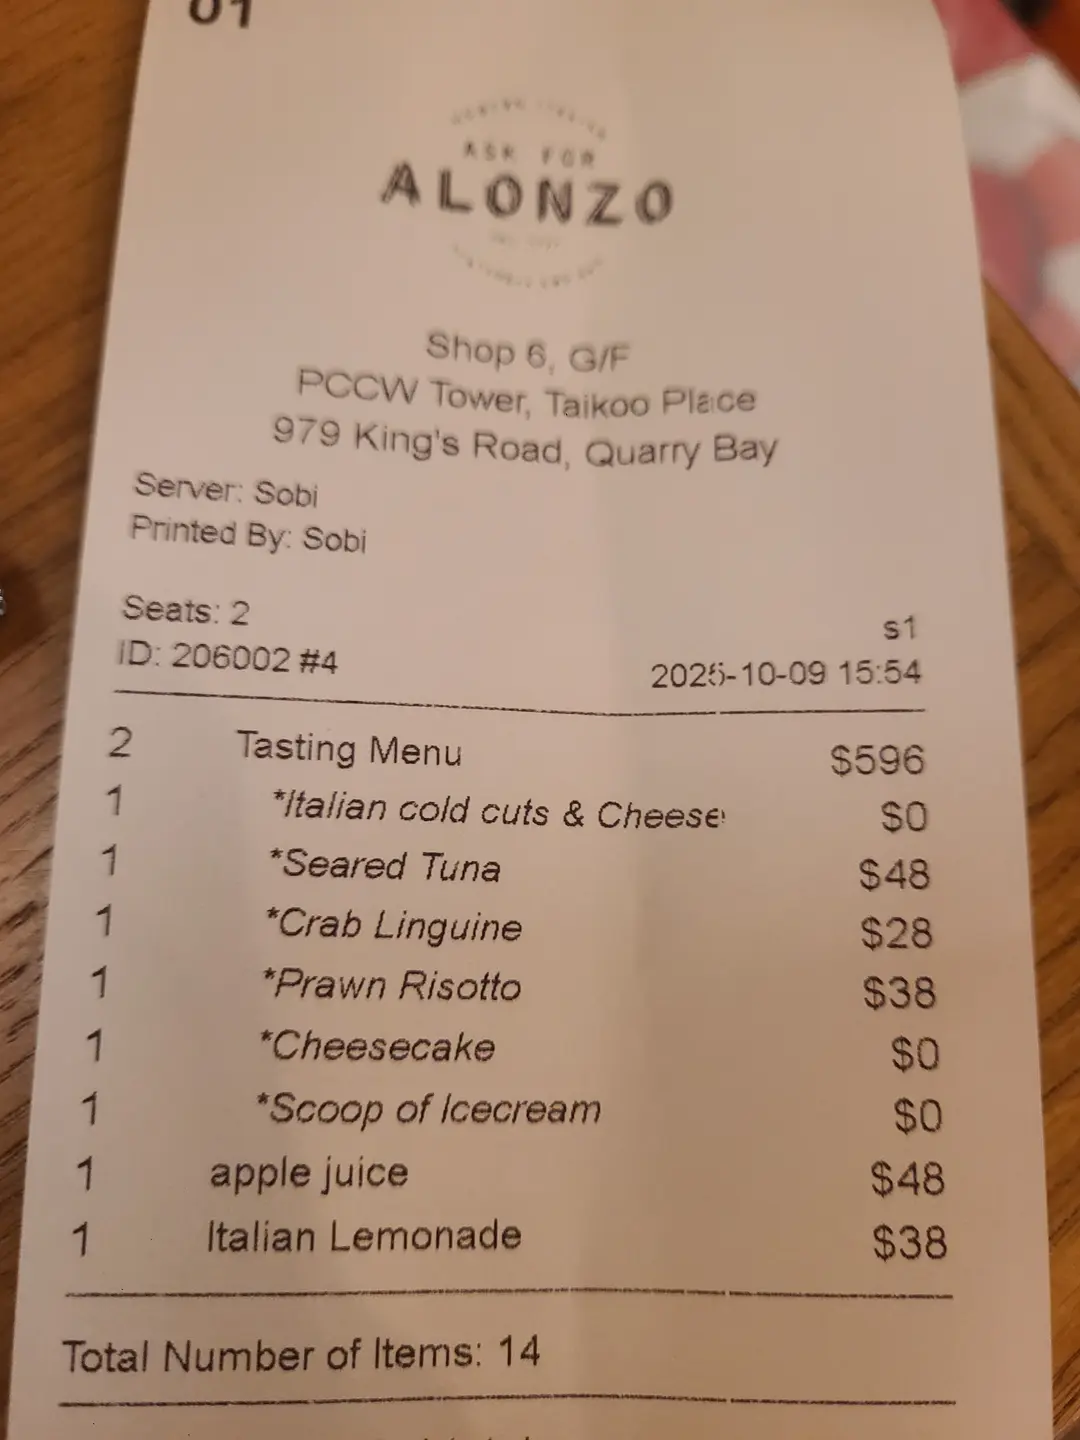 01
ASK FOR
ALONZO
Shop 6, G/F
PCCW Tower, Taikoo Place
979 King's Road, Quarry Bay
Server: Sobi
Printed By: Sobi
Seats: 2
s1
ID: 206002 #4 2025-10-09 15:54
2 Tasting Menu $596
1 *Italian cold cuts & Cheese
$0
1 *Seared Tuna $48
1 *Crab Linguine $28
1 *Prawn Risotto $38
1 *Cheesecake $0
1 *Scoop of Icecream $0
1 apple juice $48
1 Italian Lemonade $38
Total Number of Items: 14